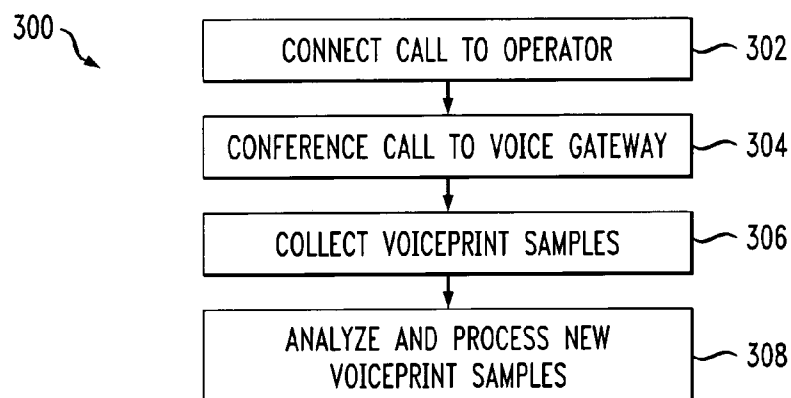 300
CONNECT CALL TO OPERATOR 302
CONFERENCE CALL TO VOICE GATEWAY 304
COLLECT VOICEPRINT SAMPLES 306
ANALYZE AND PROCESS NEW
VOICEPRINT SAMPLES 308